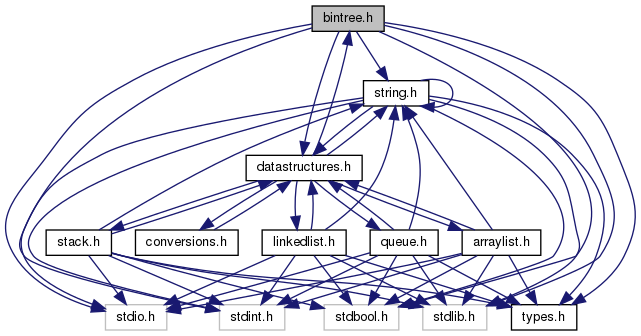 bintree.h
string.h
datastructures.h
stack.h
conversions.h
linkedlist.h
queue.h
arraylist.h
stdio.h
stdint.h
stdbool.h
stdlib.h
types.h